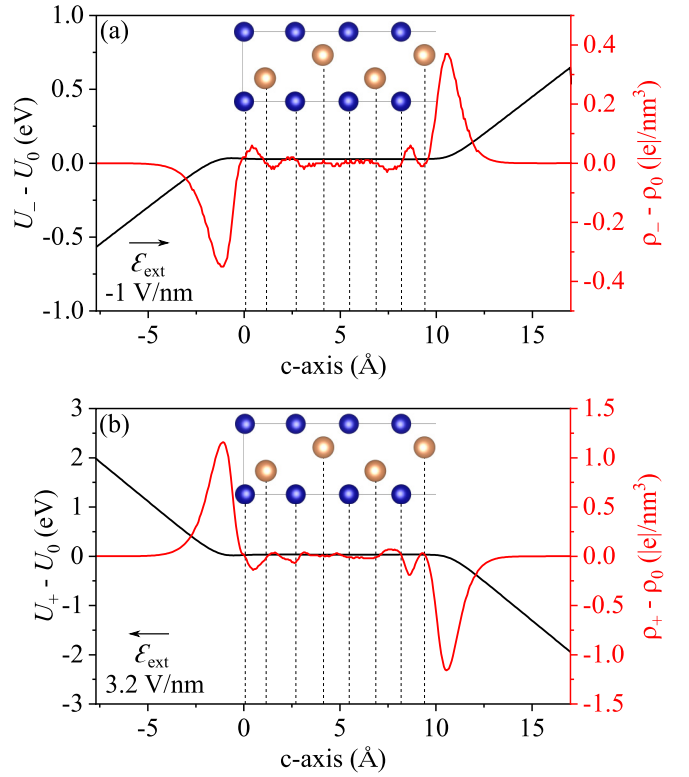 (a)
1.0
0.5
0.0
-0.5
-1.0
U_ - U₀ (eV)
0.4
0.2
0.0
-0.2
-0.4
ρ_ - ρ₀ (|e|/nm³)
ℰext
-1 V/nm
-5 0 5 10 15
c-axis (Å)
(b)
3
2
1
0
-1
-2
-3
U₊ - U₀ (eV)
1.5
1.0
0.5
0.0
-0.5
-1.0
-1.5
ρ₊ - ρ₀ (|e|/nm³)
ℰext
3.2 V/nm
-5 0 5 10 15
c-axis (Å)